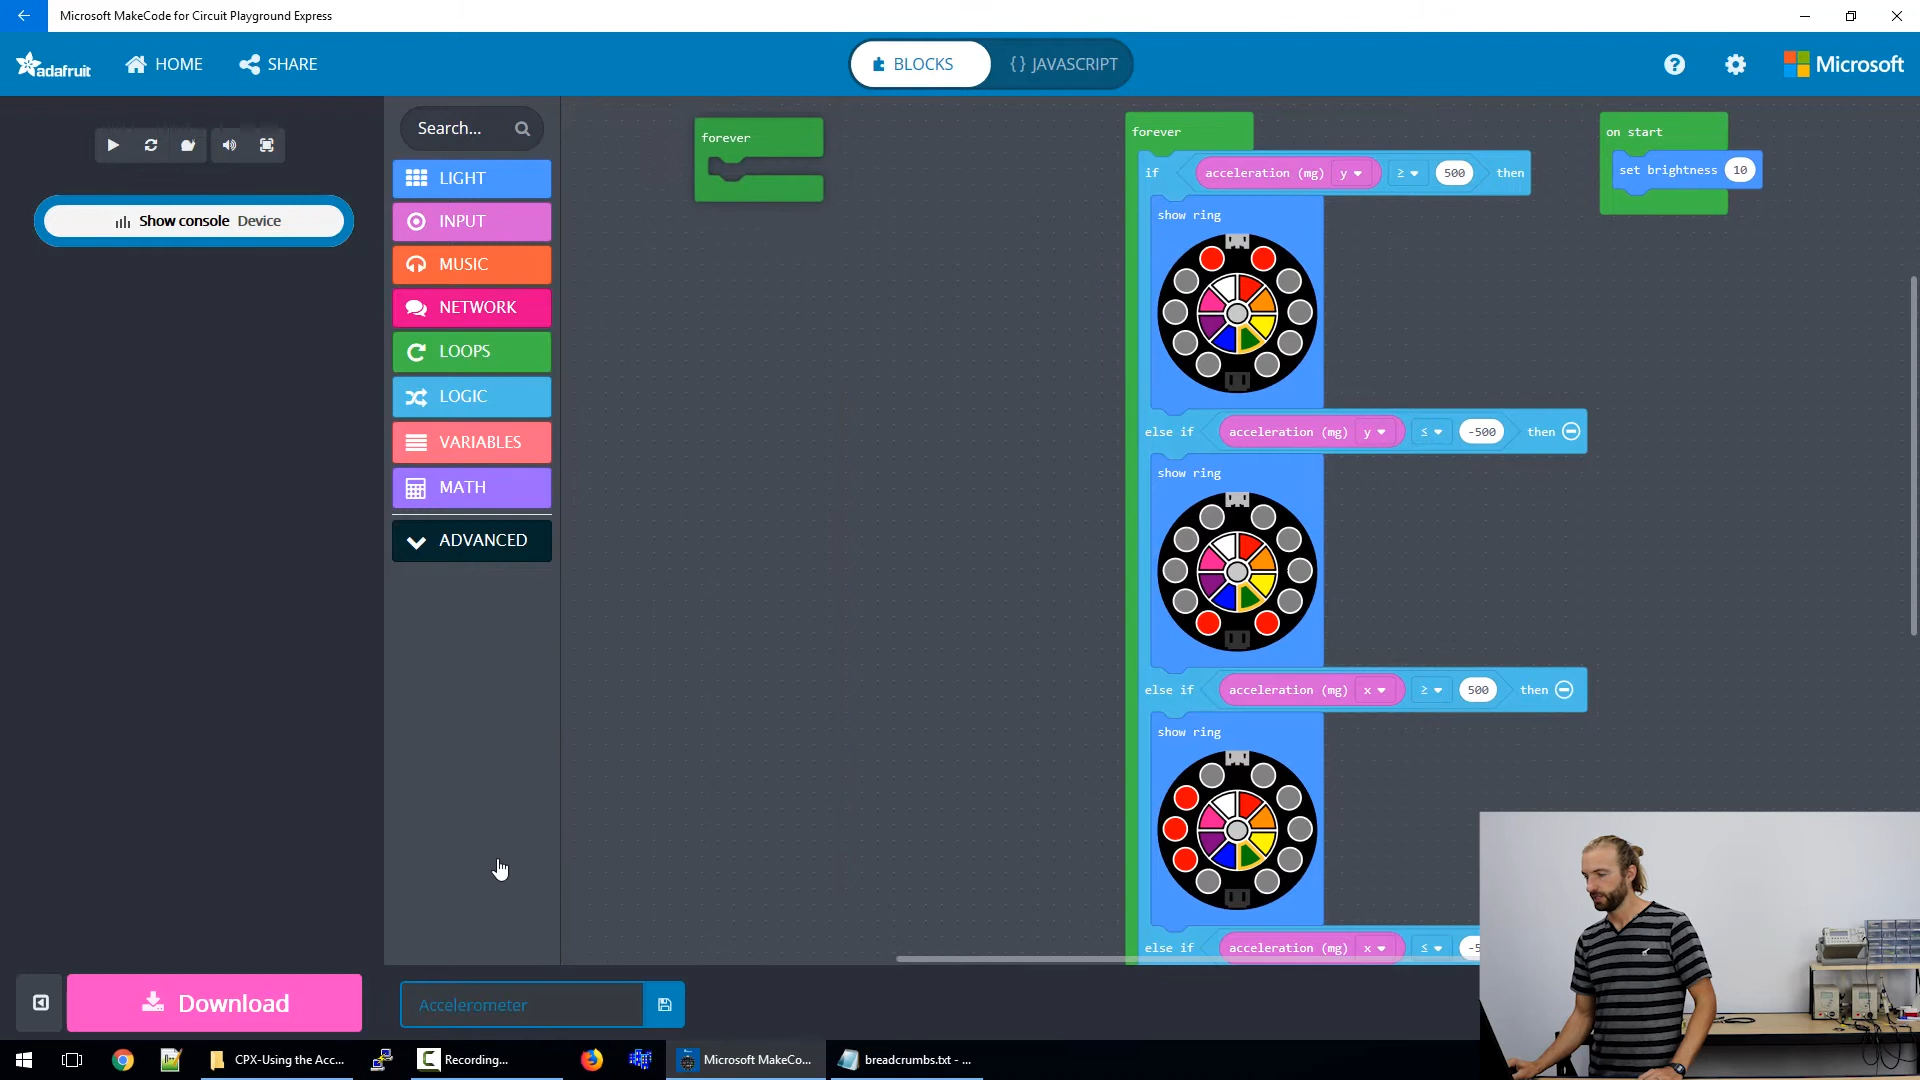 Microsoft MakeCode for Circuit Playground Express
adafruit
HOME
SHARE
BLOCKS
{} JAVASCRIPT
?
Microsoft
Show console Device
Search...
LIGHT
INPUT
MUSIC
NETWORK
LOOPS
LOGIC
VARIABLES
MATH
ADVANCED
forever
forever
if acceleration (mg) y ≥ 500 then
show ring
else if acceleration (mg) y ≤ -500 then
show ring
else if acceleration (mg) x ≥ 500 then
show ring
else if acceleration (mg) x ≤ -5
on start
set brightness 10
Download
Accelerometer
CPX-Using the Acc...
Recording...
Microsoft MakeCo...
breadcrumbs.txt - ...